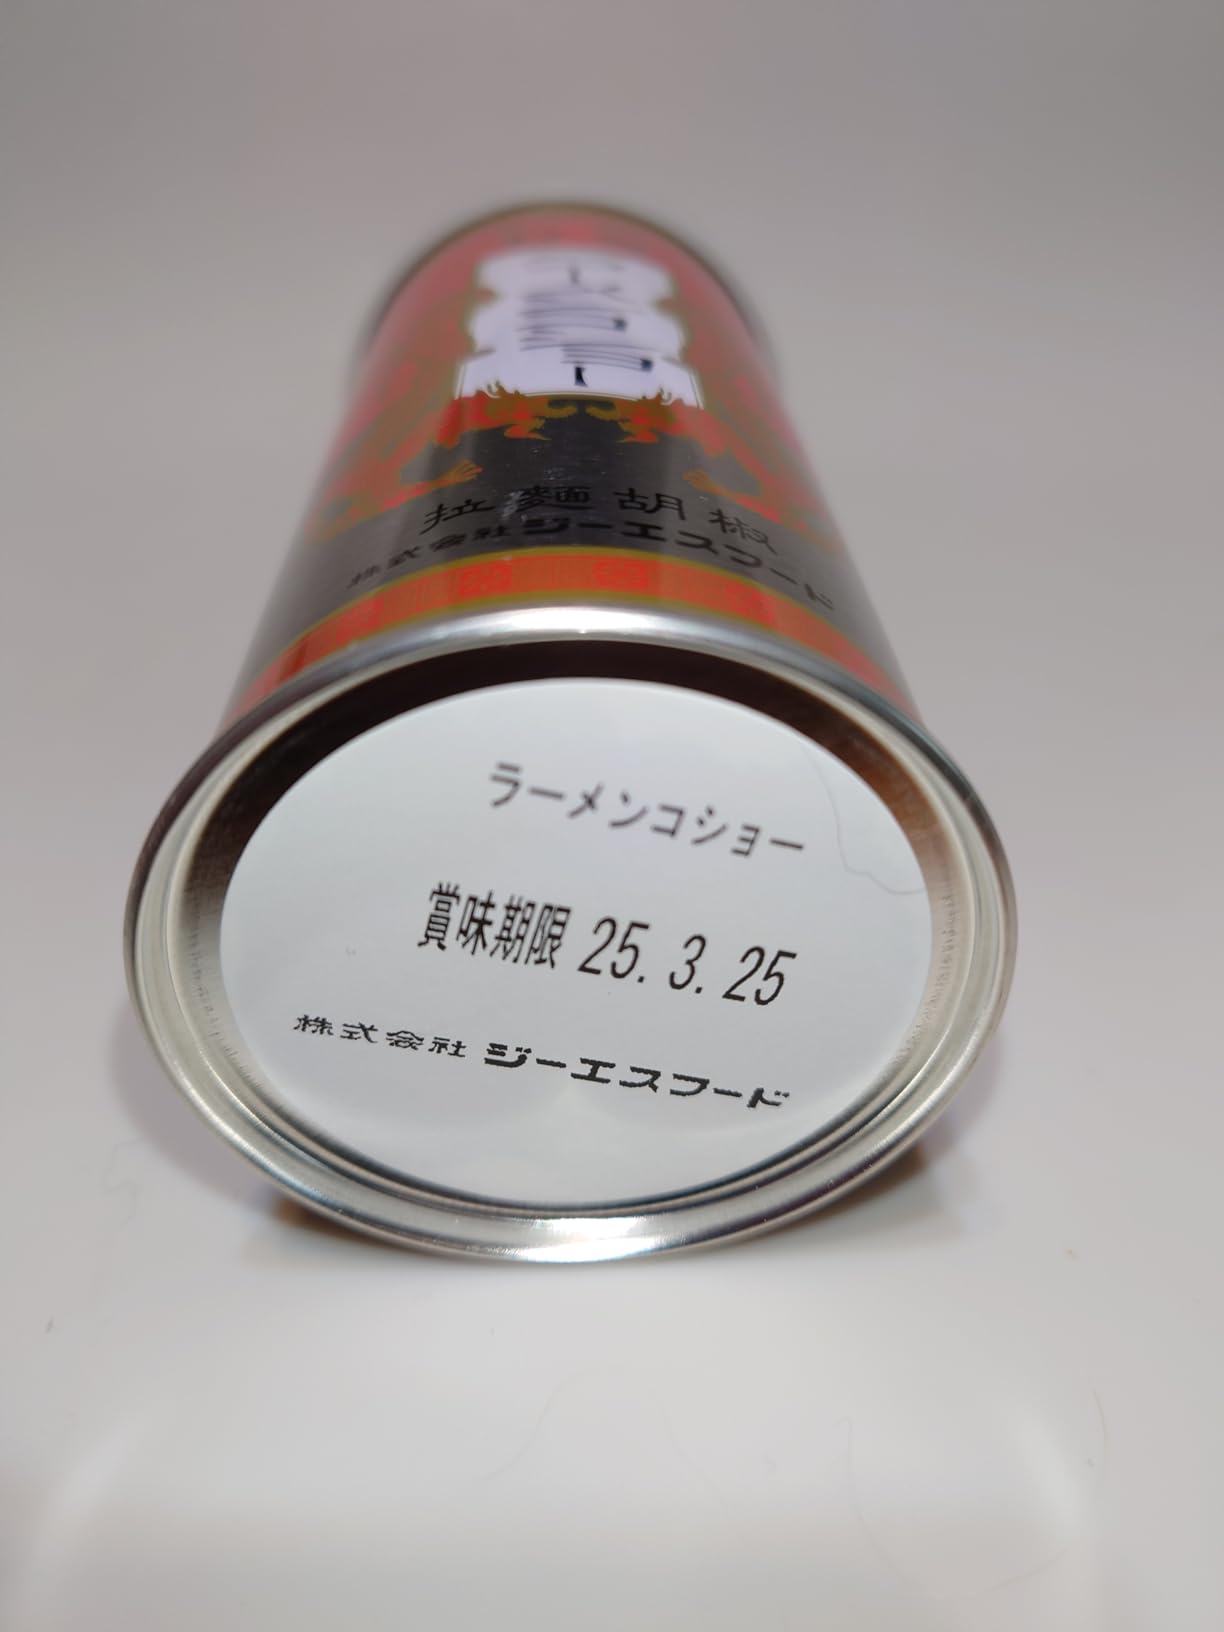 拉麺胡椒
株式会社ジーエスフード
ラーメンコショー
賞味期限 25. 3. 25
株式会社 ジーエスフード